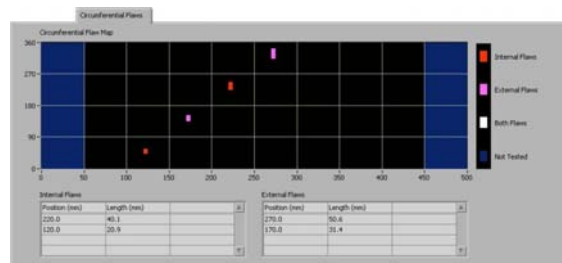 Circumferential Flaws
Circumferential Flaw Map
360
270
180
90
0
0 50 100 150 200 250 300 350 400 450 500
Internal Flaws
External Flaws
Both Flaws
Not Tested
Internal Flaws
Position (mm) Length (mm)
220.0 40.1
120.0 20.9
External Flaws
Position (mm) Length (mm)
270.0 50.6
170.0 31.4